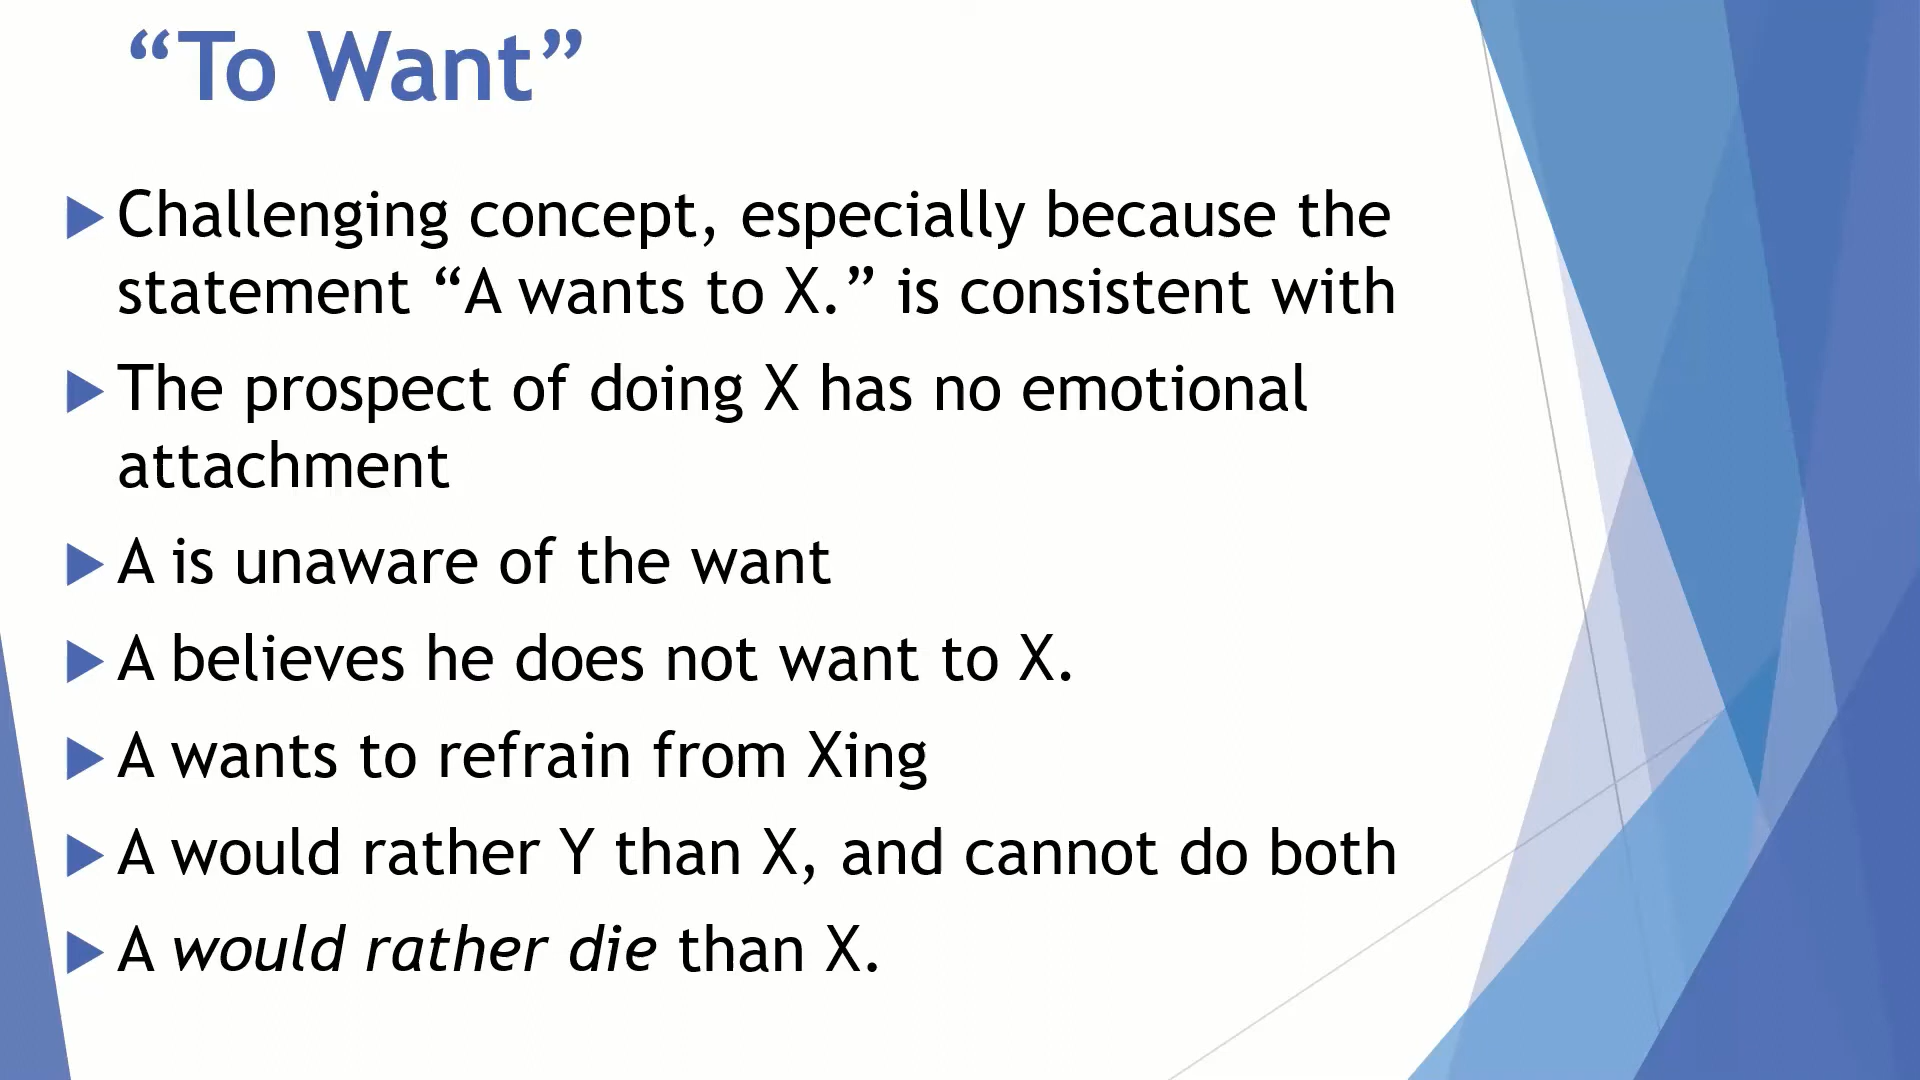 “To Want”
Challenging concept, especially because the
statement “A wants to X.” is consistent with
The prospect of doing X has no emotional
attachment
A is unaware of the want
A believes he does not want to X.
A wants to refrain from Xing
A would rather Y than X, and cannot do both
A would rather die than X.